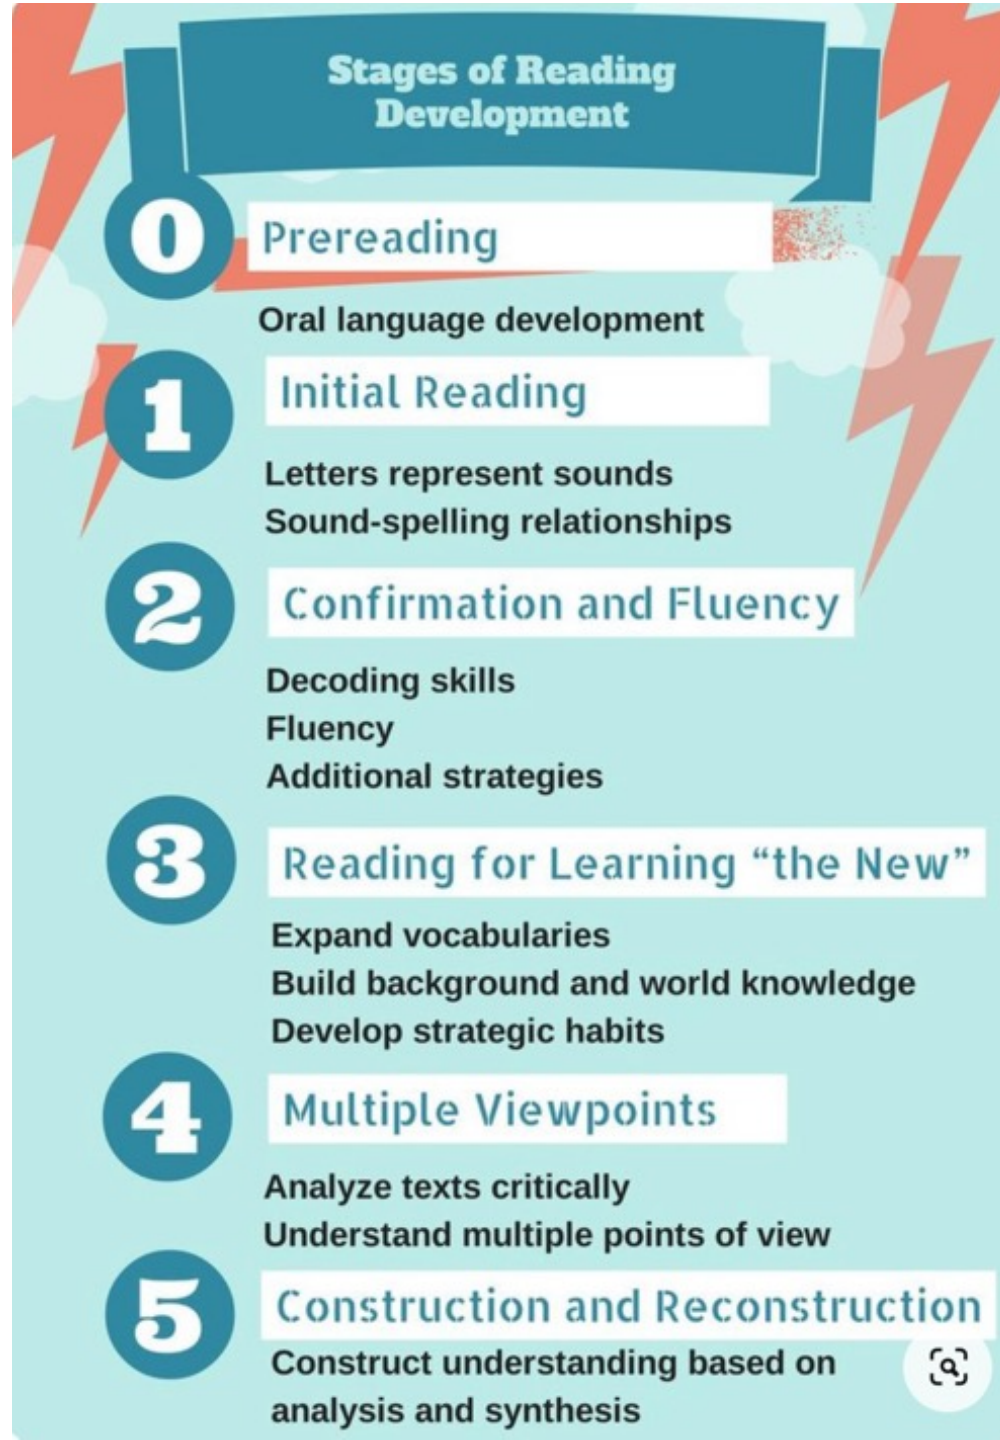 Stages of Reading
Development
0
Prereading
Oral language development
1
Initial Reading
Letters represent sounds
Sound-spelling relationships
2
Confirmation and Fluency
Decoding skills
Fluency
Additional strategies
3
Reading for Learning “the New”
Expand vocabularies
Build background and world knowledge
Develop strategic habits
4
Multiple Viewpoints
Analyze texts critically
Understand multiple points of view
5
Construction and Reconstruction
Construct understanding based on
analysis and synthesis